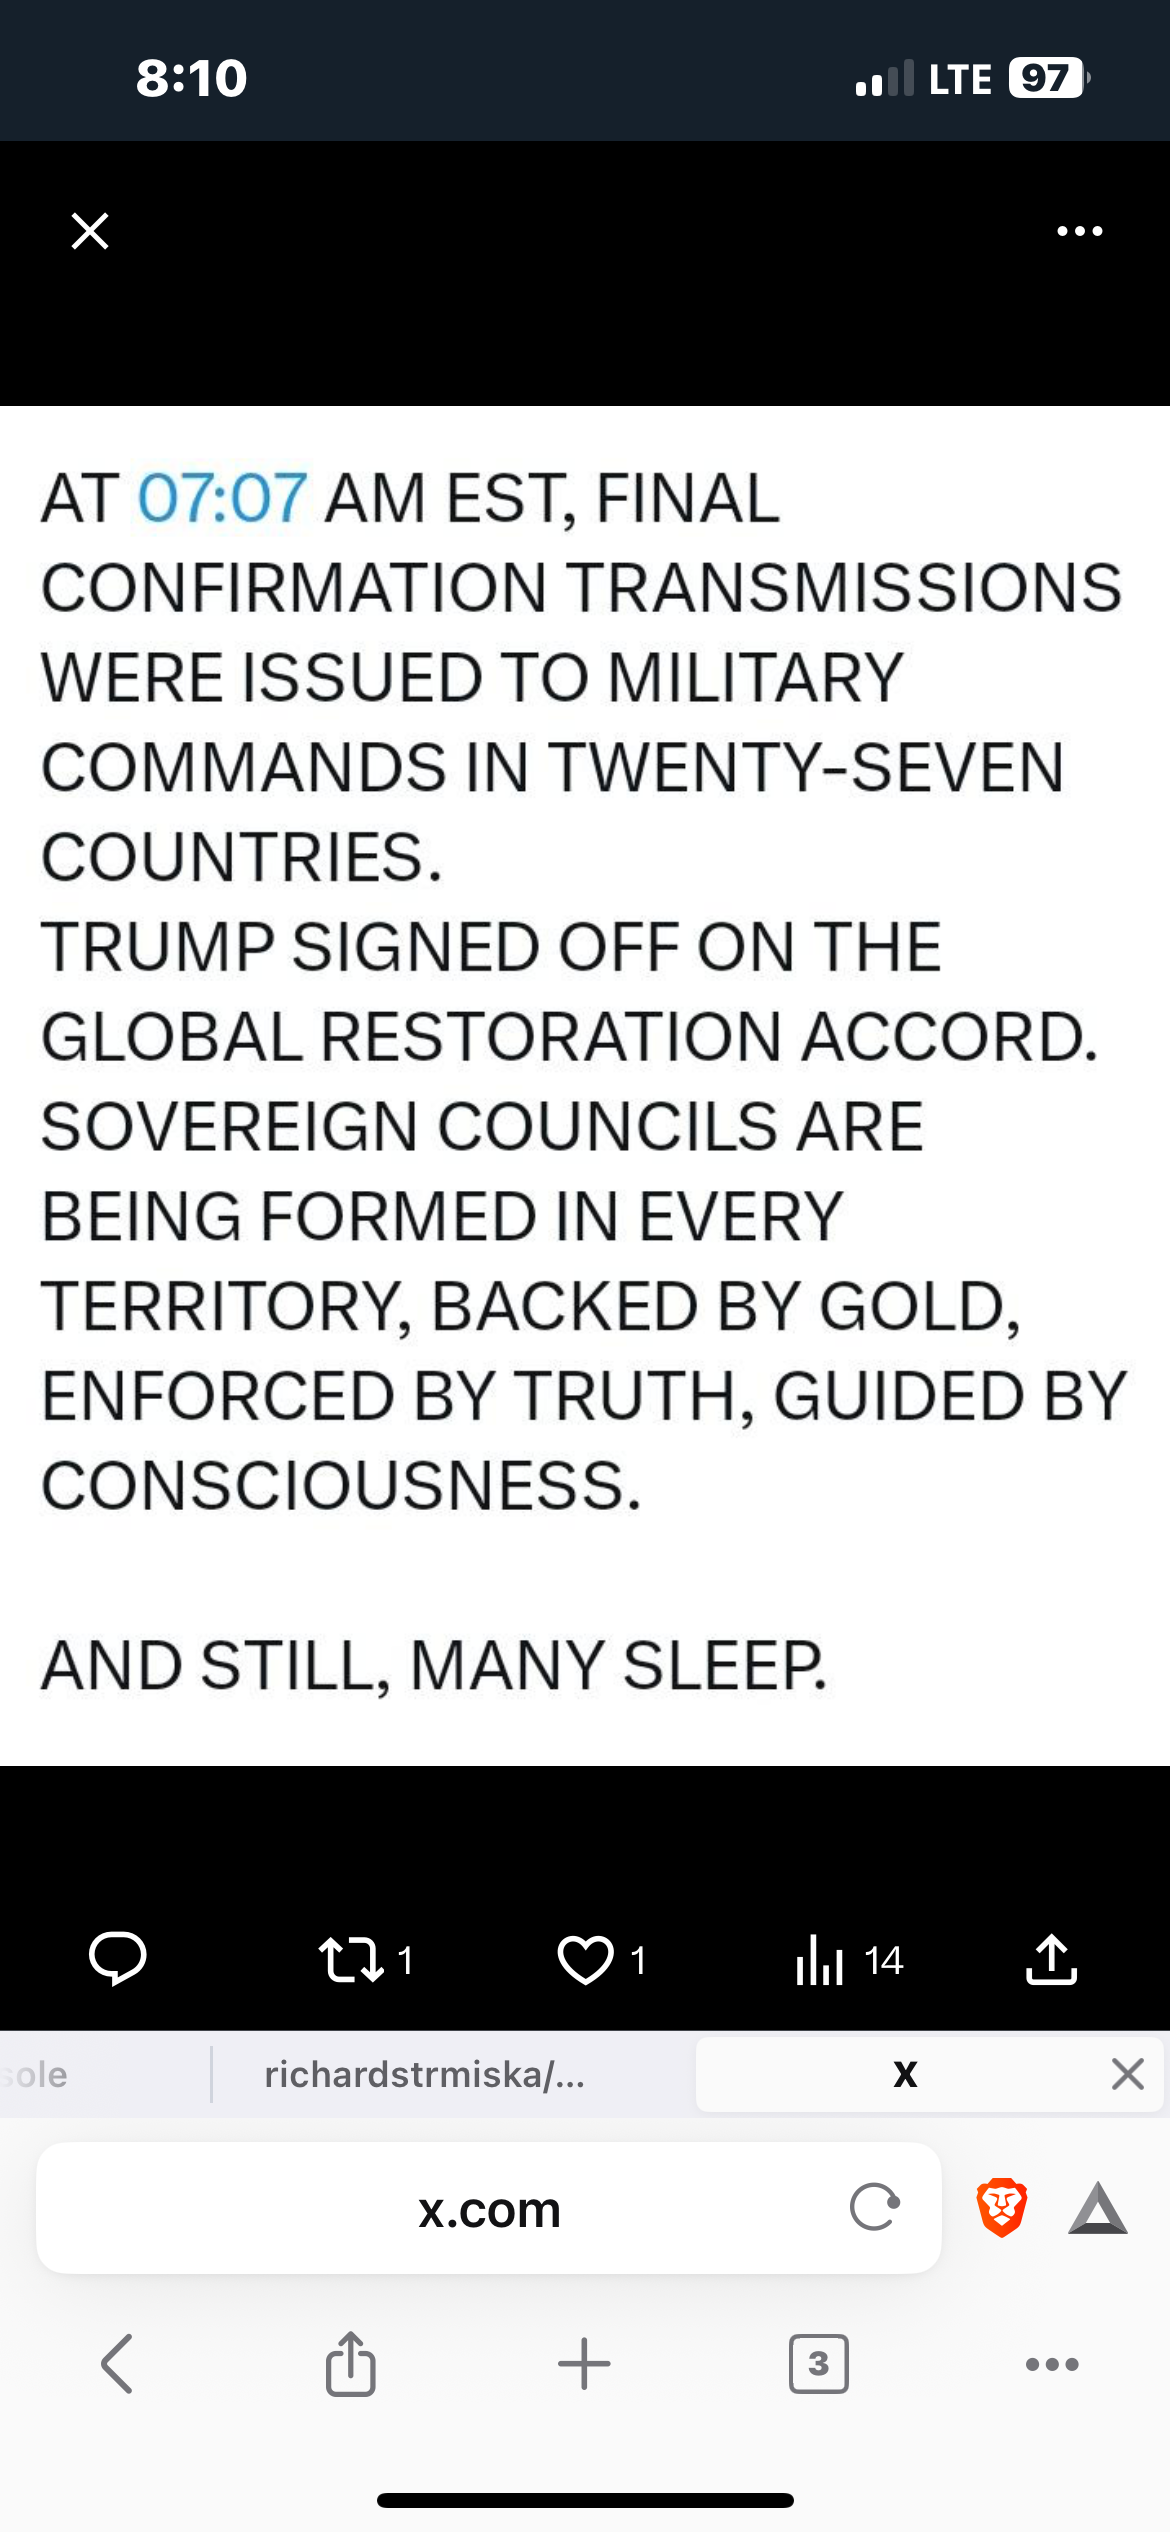 8:10
LTE 97
AT 07:07 AM EST, FINAL
CONFIRMATION TRANSMISSIONS
WERE ISSUED TO MILITARY
COMMANDS IN TWENTY-SEVEN
COUNTRIES.
TRUMP SIGNED OFF ON THE
GLOBAL RESTORATION ACCORD.
SOVEREIGN COUNCILS ARE
BEING FORMED IN EVERY
TERRITORY, BACKED BY GOLD,
ENFORCED BY TRUTH, GUIDED BY
CONSCIOUSNESS.
AND STILL, MANY SLEEP.
1 1 14
sole richardstrmiska/... X
x.com
3